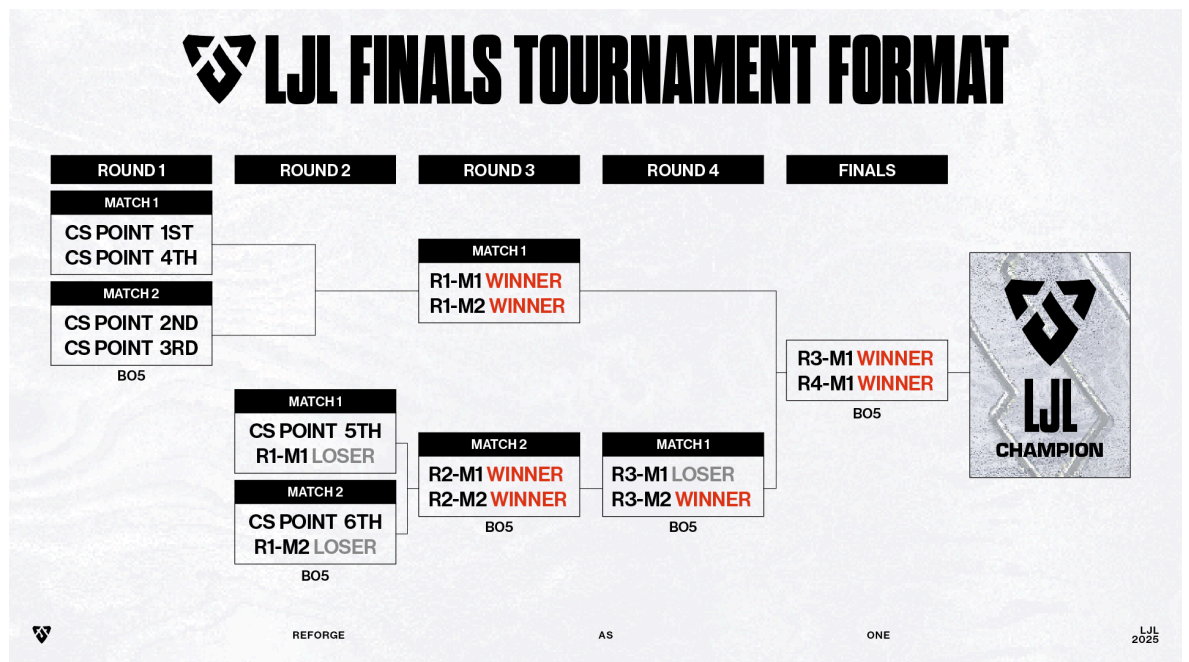 LJL FINALS TOURNAMENT FORMAT
ROUND 1
ROUND 2
ROUND 3
ROUND 4
FINALS
MATCH 1
CS POINT 1ST
CS POINT 4TH
MATCH 2
CS POINT 2ND
CS POINT 3RD
BO5
MATCH 1
CS POINT 5TH
R1-M1 LOSER
MATCH 2
CS POINT 6TH
R1-M2 LOSER
BO5
MATCH 1
R1-M1 WINNER
R1-M2 WINNER
MATCH 2
R2-M1 WINNER
R2-M2 WINNER
BO5
MATCH 1
R3-M1 LOSER
R3-M2 WINNER
BO5
R3-M1 WINNER
R4-M1 WINNER
BO5
LJL
CHAMPION
REFORGE
AS
ONE
LJL
2025